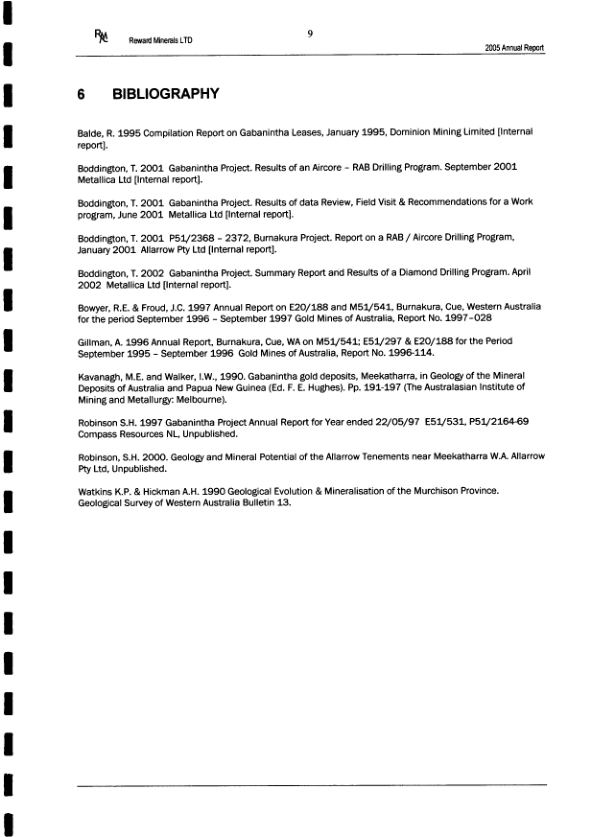 RM Reward Minerals LTD 9
2005 Annual Report
6 BIBLIOGRAPHY
Balde, R. 1995 Compilation Report on Gabanintha Leases, January 1995, Dominion Mining Limited [Internal
report].
Boddington, T. 2001 Gabanintha Project. Results of an Aircore – RAB Drilling Program. September 2001
Metallica Ltd [Internal report].
Boddington, T. 2001 Gabanintha Project. Results of data Review, Field Visit & Recommendations for a Work
program, June 2001 Metallica Ltd [Internal report].
Boddington, T. 2001 P51/2368 – 2372, Burnakura Project. Report on a RAB / Aircore Drilling Program,
January 2001 Allarrow Pty Ltd [Internal report].
Boddington, T. 2002 Gabanintha Project. Summary Report and Results of a Diamond Drilling Program. April
2002 Metallica Ltd [Internal report].
Bowyer, R.E. & Froud, J.C. 1997 Annual Report on E20/188 and M51/541, Burnakura, Cue, Western Australia
for the period September 1996 – September 1997 Gold Mines of Australia, Report No. 1997–028
Gillman, A. 1996 Annual Report, Burnakura, Cue, WA on M51/541; E51/297 & E20/188 for the Period
September 1995 – September 1996 Gold Mines of Australia, Report No. 1996-114.
Kavanagh, M.E. and Walker, I.W., 1990. Gabanintha gold deposits, Meekatharra, in Geology of the Mineral
Deposits of Australia and Papua New Guinea (Ed. F. E. Hughes). Pp. 191-197 (The Australasian Institute of
Mining and Metallurgy: Melbourne).
Robinson S.H. 1997 Gabanintha Project Annual Report for Year ended 22/05/97 E51/531, P51/2164-69
Compass Resources NL, Unpublished.
Robinson, S.H. 2000. Geology and Mineral Potential of the Allarrow Tenements near Meekatharra W.A. Allarrow
Pty Ltd, Unpublished.
Watkins K.P. & Hickman A.H. 1990 Geological Evolution & Mineralisation of the Murchison Province.
Geological Survey of Western Australia Bulletin 13.